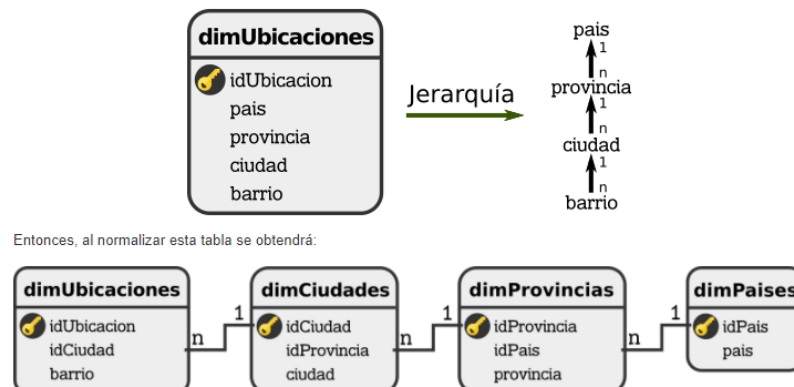 dimUbicaciones
idUbicacion
pais
provincia
ciudad
barrio
Jerarquía
pais
1
n
provincia
1
n
ciudad
1
n
barrio
Entonces, al normalizar esta tabla se obtendrá:
dimUbicaciones
idUbicacion
idCiudad
barrio
n
1
dimCiudades
idCiudad
idProvincia
ciudad
n
1
dimProvincias
idProvincia
idPais
provincia
n
1
dimPaises
idPais
pais